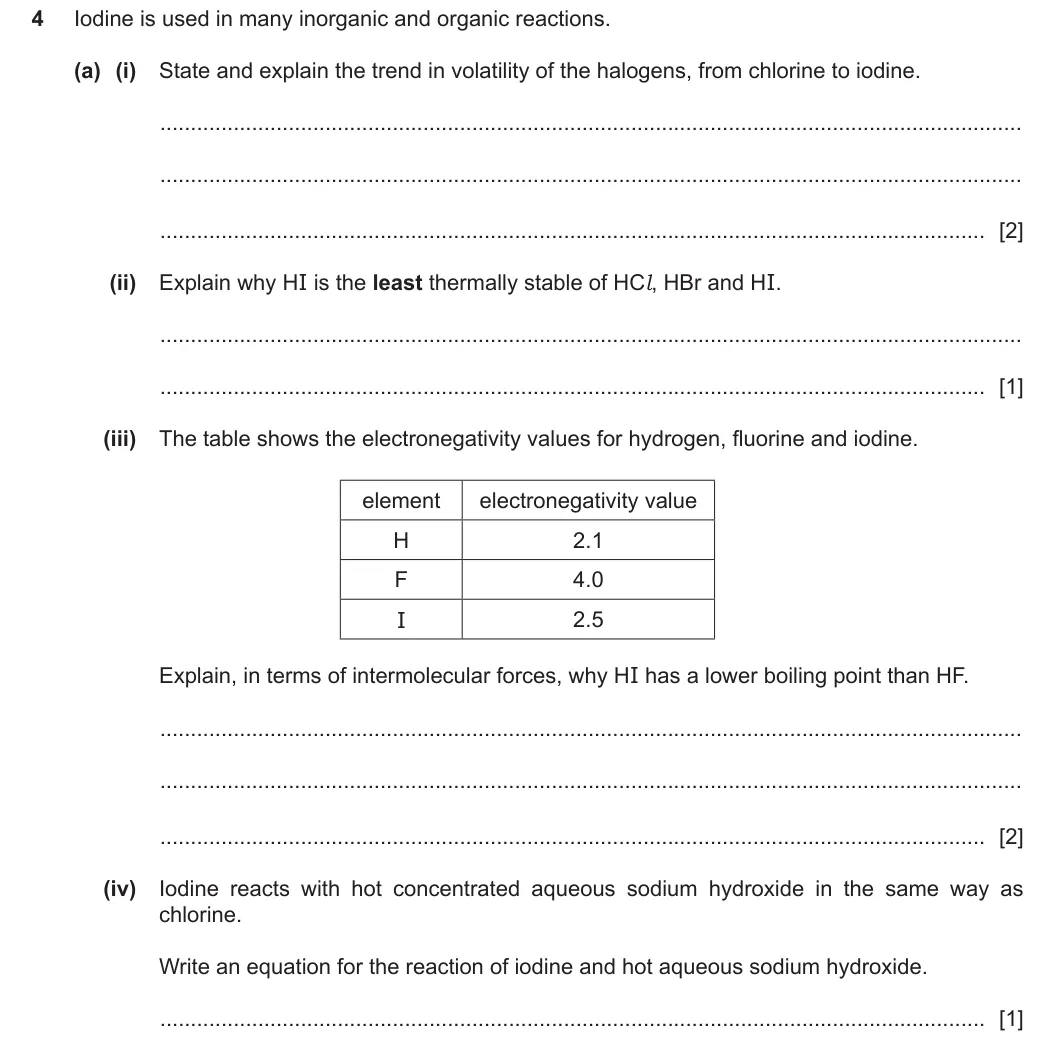 4 Iodine is used in many inorganic and organic reactions.
(a) (i) State and explain the trend in volatility of the halogens, from chlorine to iodine.
........................................................................................................................................
........................................................................................................................................
.................................................................................................................................. [2]
(ii) Explain why HI is the least thermally stable of HCl, HBr and HI.
........................................................................................................................................
.................................................................................................................................. [1]
(iii) The table shows the electronegativity values for hydrogen, fluorine and iodine.
element electronegativity value
H 2.1
F 4.0
I 2.5
Explain, in terms of intermolecular forces, why HI has a lower boiling point than HF.
........................................................................................................................................
........................................................................................................................................
.................................................................................................................................. [2]
(iv) Iodine reacts with hot concentrated aqueous sodium hydroxide in the same way as
chlorine.
Write an equation for the reaction of iodine and hot aqueous sodium hydroxide.
.................................................................................................................................. [1]